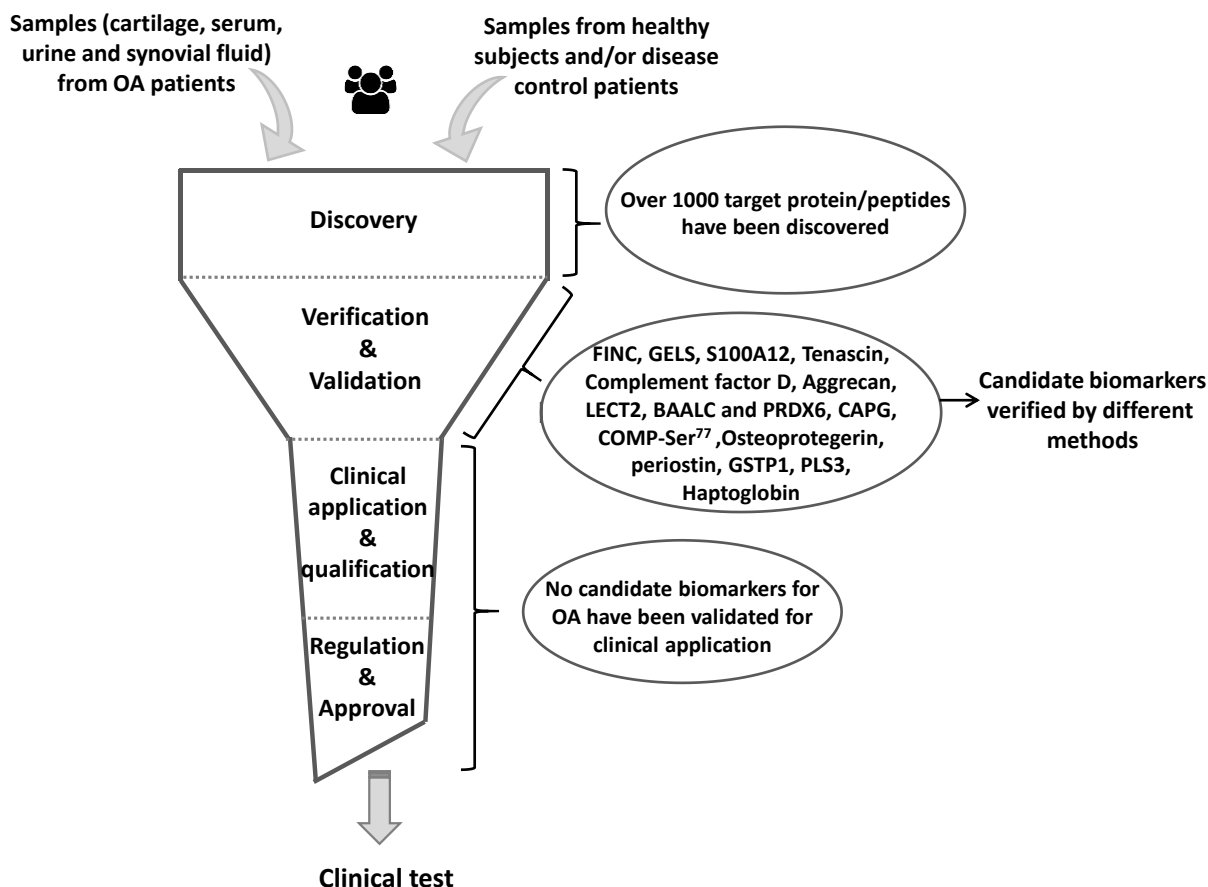 Samples (cartilage, serum,
urine and synovial fluid)
from OA patients
Samples from healthy
subjects and/or disease
control patients
Discovery
Over 1000 target protein/peptides
have been discovered
Verification
&
Validation
FINC, GELS, S100A12, Tenascin,
Complement factor D, Aggrecan,
LECT2, BAALC and PRDX6, CAPG,
COMP-Ser⁷⁷ ,Osteoprotegerin,
periostin, GSTP1, PLS3,
Haptoglobin
Candidate biomarkers
verified by different
methods
Clinical
application
&
qualification
No candidate biomarkers for
OA have been validated for
clinical application
Regulation
&
Approval
Clinical test